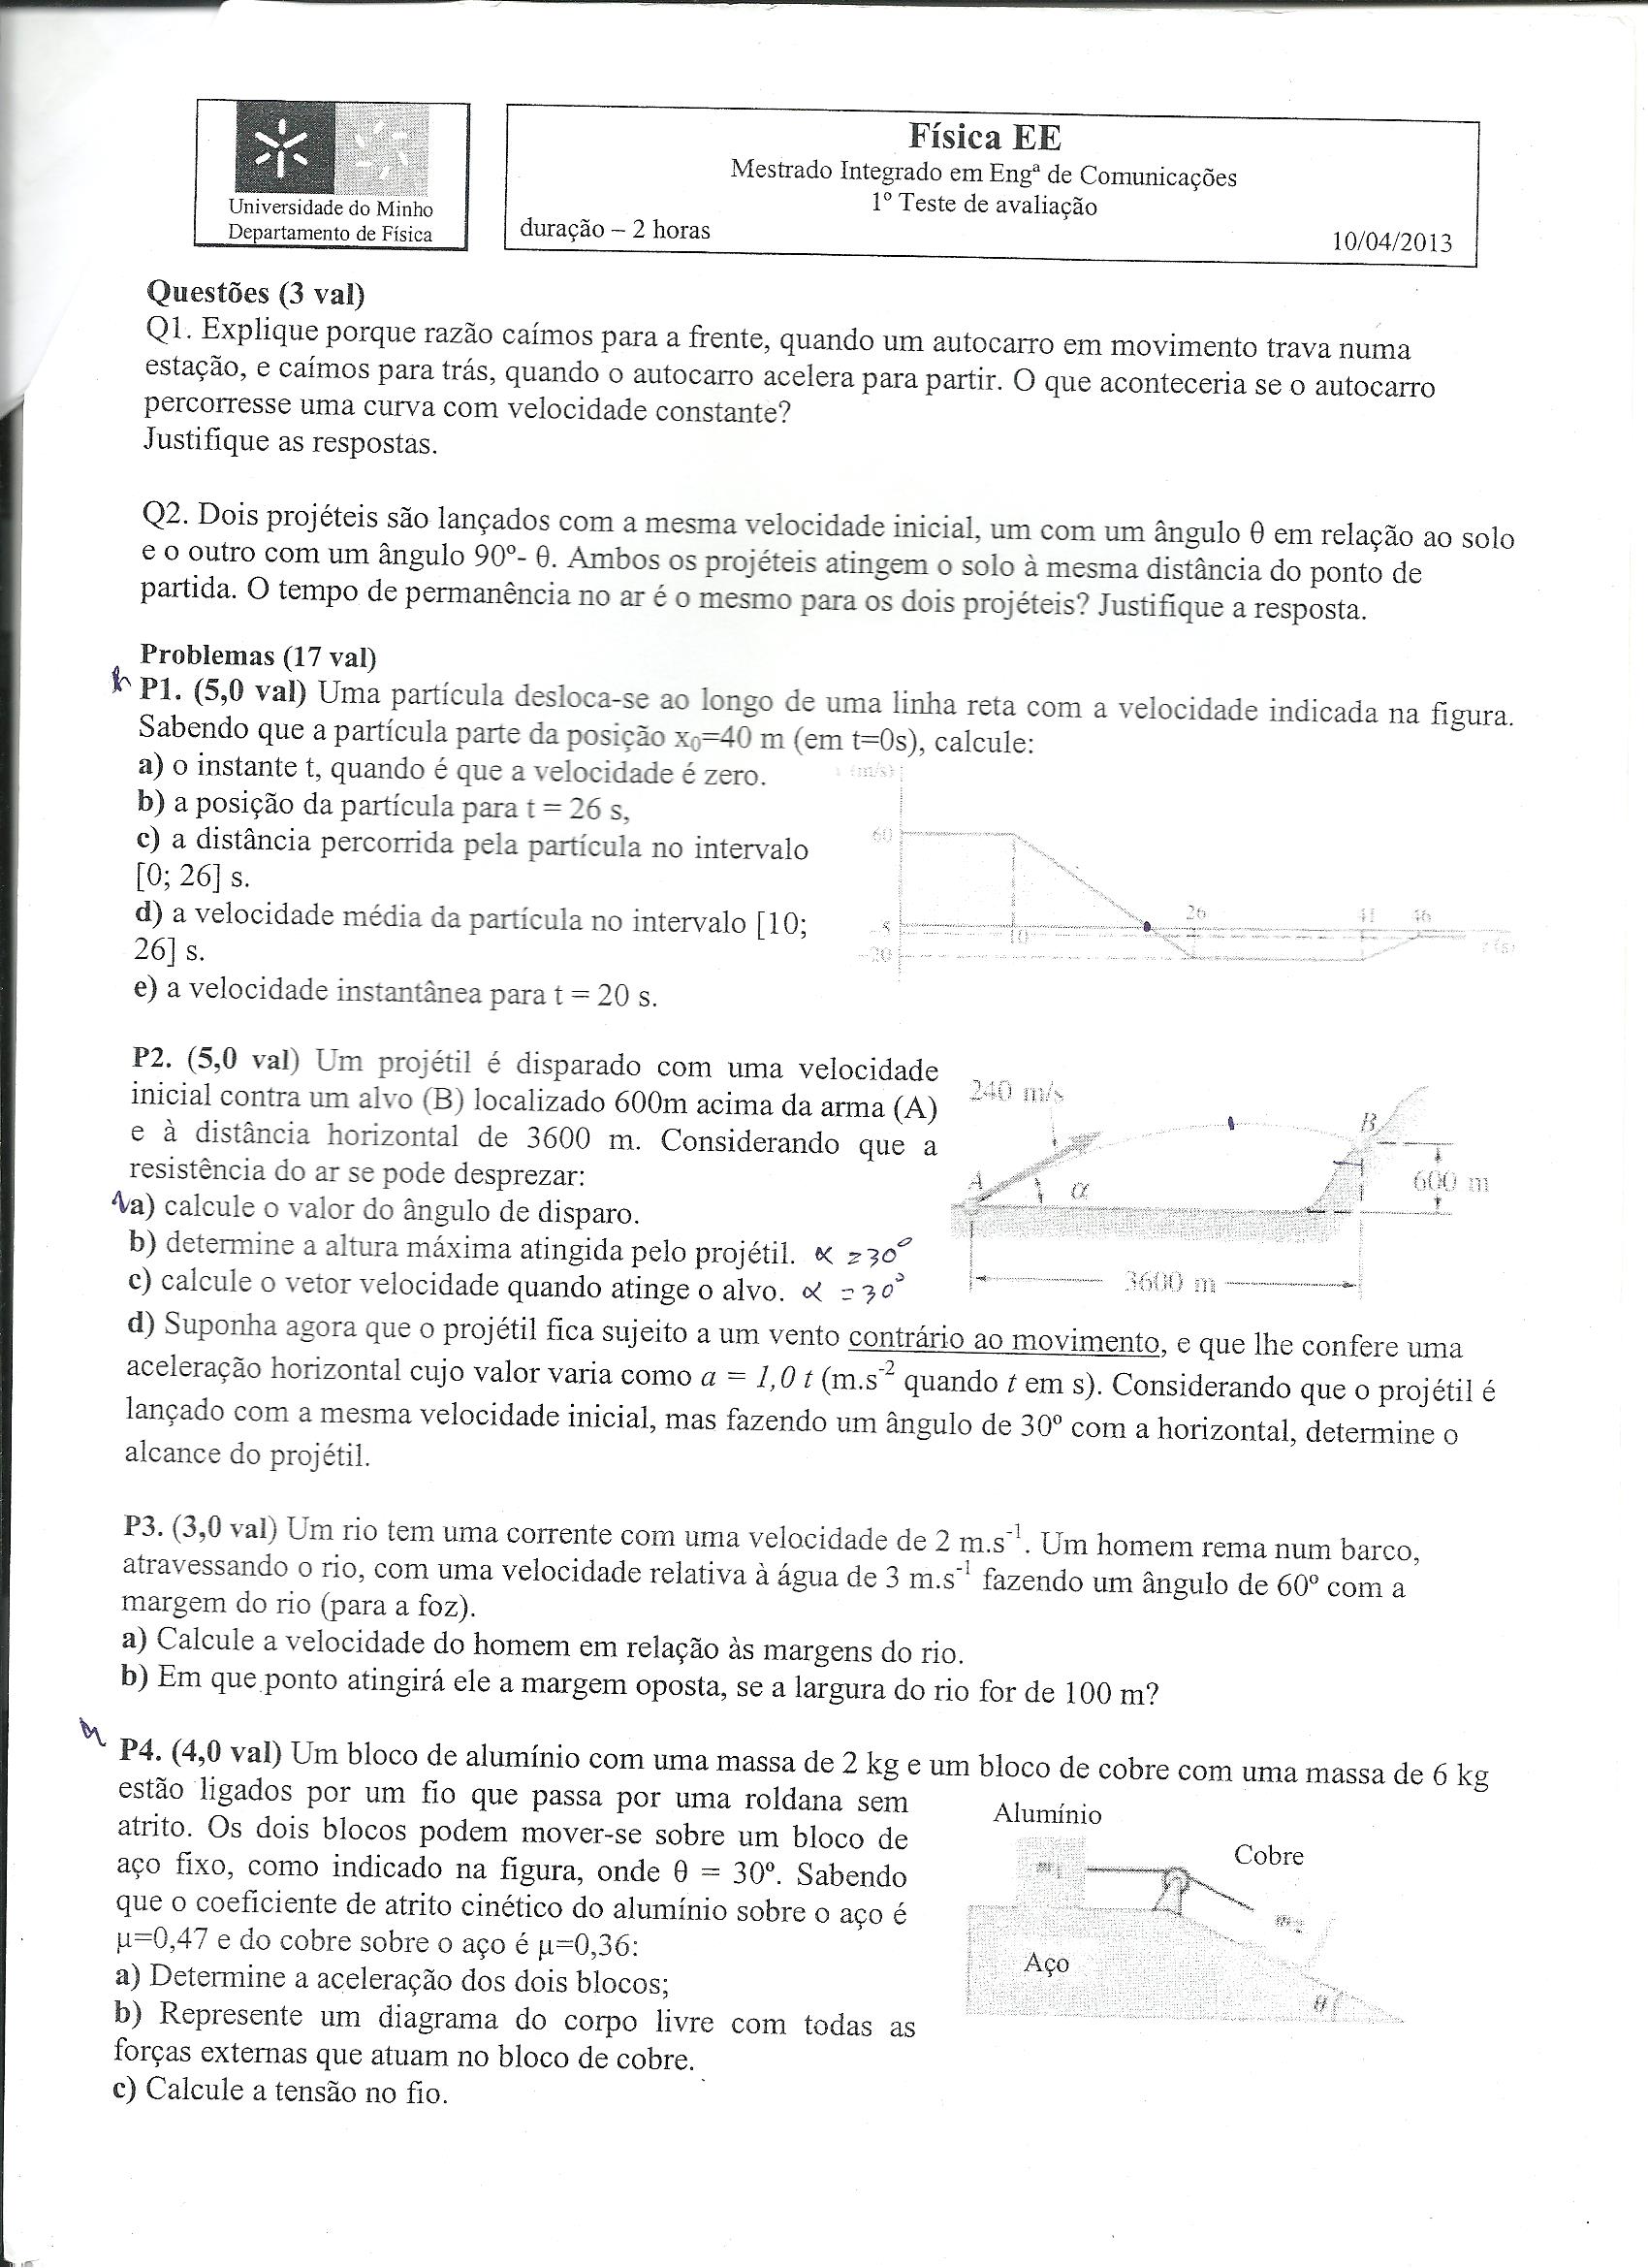 Universidade do Minho
Departamento de Física
Física EE
Mestrado Integrado em Engª de Comunicações
1º Teste de avaliação
duração – 2 horas
10/04/2013
Questões (3 val)
Q1. Explique porque razão caímos para a frente, quando um autocarro em movimento trava numa
estação, e caímos para trás, quando o autocarro acelera para partir. O que aconteceria se o autocarro
percorresse uma curva com velocidade constante?
Justifique as respostas.
Q2. Dois projéteis são lançados com a mesma velocidade inicial, um com um ângulo θ em relação ao solo
e o outro com um ângulo 90º- θ. Ambos os projéteis atingem o solo à mesma distância do ponto de
partida. O tempo de permanência no ar é o mesmo para os dois projéteis? Justifique a resposta.
Problemas (17 val)
P1. (5,0 val) Uma partícula desloca-se ao longo de uma linha reta com a velocidade indicada na figura.
Sabendo que a partícula parte da posição x₀=40 m (em t=0s), calcule:
a) o instante t, quando é que a velocidade é zero.
b) a posição da partícula para t = 26 s,
c) a distância percorrida pela partícula no intervalo
[0; 26] s.
d) a velocidade média da partícula no intervalo [10;
26] s.
e) a velocidade instantânea para t = 20 s.
(m/s)
60
26
41
46
10
-20
t (s)
P2. (5,0 val) Um projétil é disparado com uma velocidade
inicial contra um alvo (B) localizado 600m acima da arma (A)
e à distância horizontal de 3600 m. Considerando que a
resistência do ar se pode desprezar:
a) calcule o valor do ângulo de disparo.
b) determine a altura máxima atingida pelo projétil. α = 30º
c) calcule o vetor velocidade quando atinge o alvo. α = 30º
240 m/s
B
A
α
600 m
3600 m
d) Suponha agora que o projétil fica sujeito a um vento contrário ao movimento, e que lhe confere uma
aceleração horizontal cujo valor varia como a = 1,0 t (m.s⁻² quando t em s). Considerando que o projétil é
lançado com a mesma velocidade inicial, mas fazendo um ângulo de 30º com a horizontal, determine o
alcance do projétil.
P3. (3,0 val) Um rio tem uma corrente com uma velocidade de 2 m.s⁻¹. Um homem rema num barco,
atravessando o rio, com uma velocidade relativa à água de 3 m.s⁻¹ fazendo um ângulo de 60º com a
margem do rio (para a foz).
a) Calcule a velocidade do homem em relação às margens do rio.
b) Em que ponto atingirá ele a margem oposta, se a largura do rio for de 100 m?
P4. (4,0 val) Um bloco de alumínio com uma massa de 2 kg e um bloco de cobre com uma massa de 6 kg
estão ligados por um fio que passa por uma roldana sem
atrito. Os dois blocos podem mover-se sobre um bloco de
aço fixo, como indicado na figura, onde θ = 30º. Sabendo
que o coeficiente de atrito cinético do alumínio sobre o aço é
μ=0,47 e do cobre sobre o aço é μ=0,36:
a) Determine a aceleração dos dois blocos;
b) Represente um diagrama do corpo livre com todas as
forças externas que atuam no bloco de cobre.
c) Calcule a tensão no fio.
Alumínio
Cobre
m₁
m₂
Aço
θ